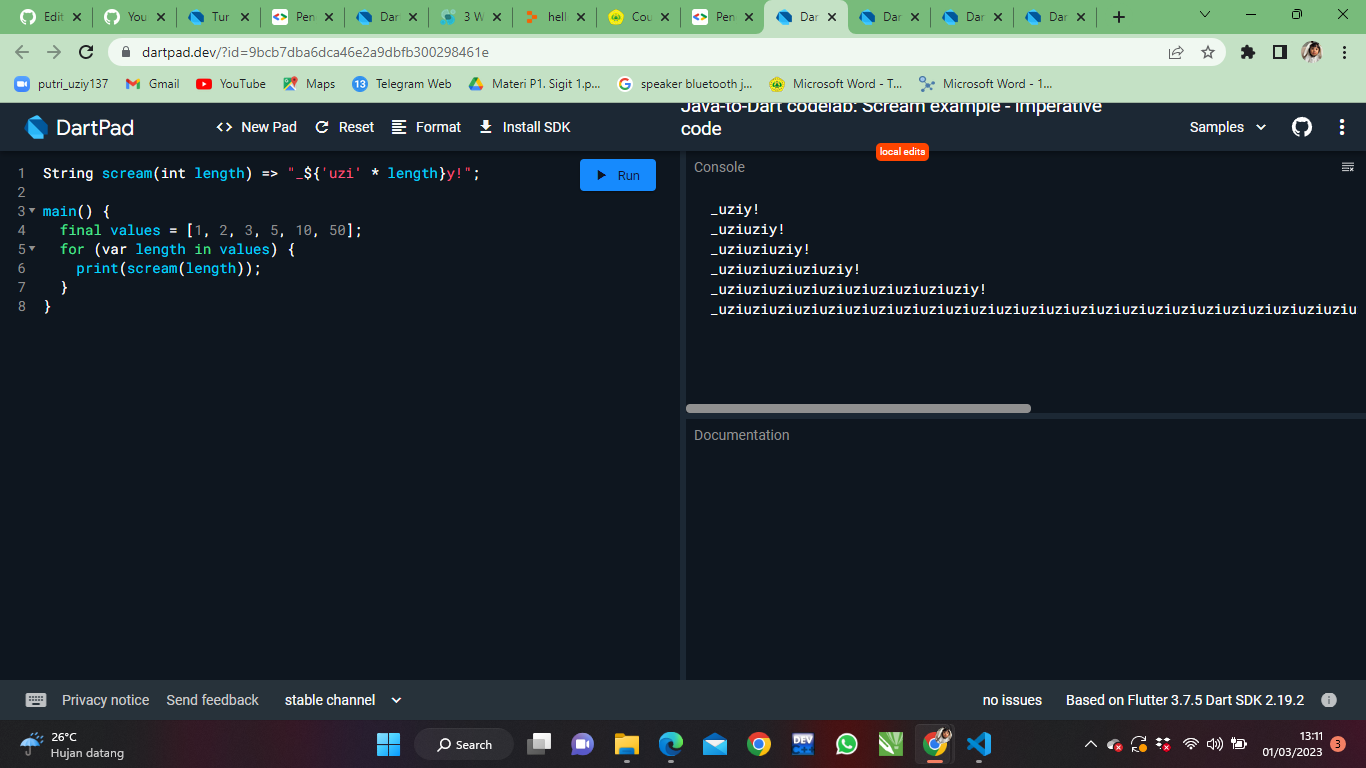 Edit
You
Tur
Pen
Dar
3 W
hell
Cou
Pen
Dar
Dar
Dar
Dar
dartpad.dev/?id=9bcb7dba6dca46e2a9dbfb300298461e
putri_uziy137
Gmail
YouTube
Maps
13 Telegram Web
Materi P1. Sigit 1.p...
speaker bluetooth j...
Microsoft Word - T...
Microsoft Word - 1...
DartPad
New Pad
Reset
Format
Install SDK
Java-to-Dart codelab: Scream example - Imperative
code
local edits
Samples
1 String scream(int length) => "_${'uzi' * length}y!";
2
3 main() {
4 final values = [1, 2, 3, 5, 10, 50];
5 for (var length in values) {
6 print(scream(length));
7 }
8 }
Run
Console
_uziy!
_uziuziy!
_uziuziuziy!
_uziuziuziuziuziy!
_uziuziuziuziuziuziuziuziuziuziy!
_uziuziuziuziuziuziuziuziuziuziuziuziuziuziuziuziuziuziuziuziuziuziuziuziuziu
Documentation
Privacy notice
Send feedback
stable channel
no issues
Based on Flutter 3.7.5 Dart SDK 2.19.2
26°C
Hujan datang
Search
DEV
13:11
01/03/2023
3